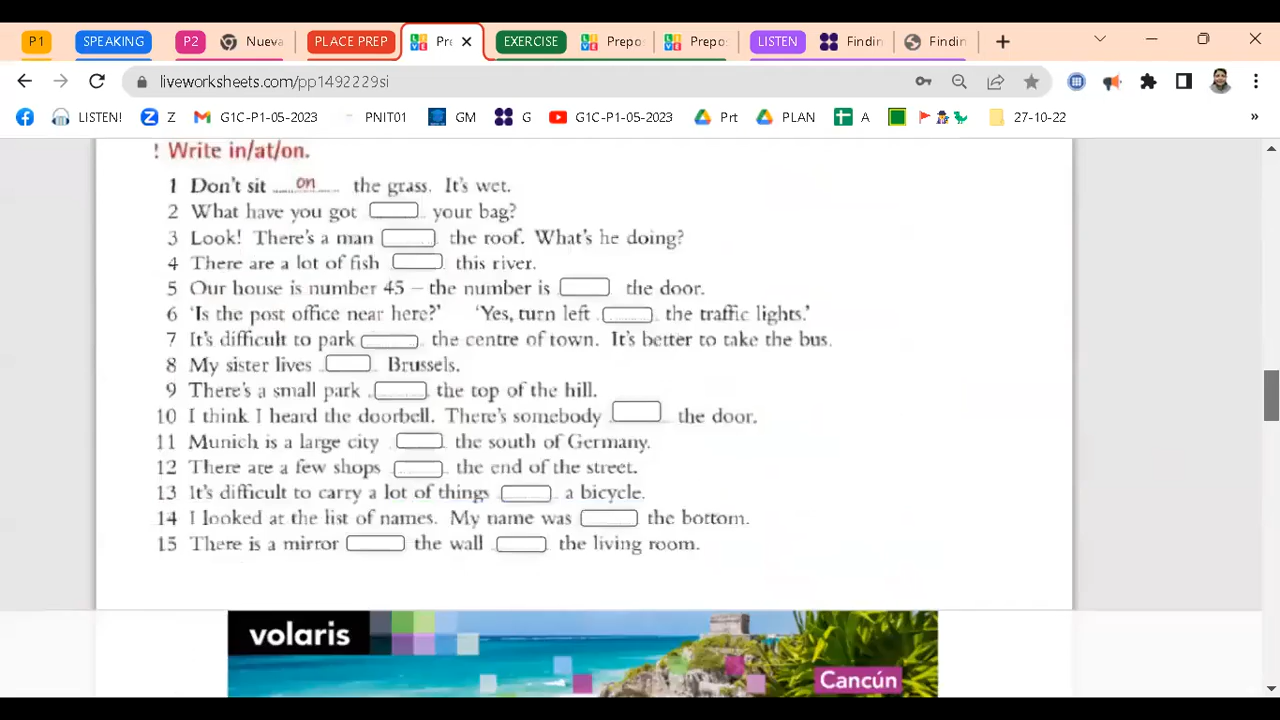 P1 SPEAKING P2 Nueva PLACE PREP Pre EXERCISE Prepo Prepo LISTEN Findin Findin
liveworksheets.com/pp1492229si
LISTEN! Z G1C-P1-05-2023 PNIT01 GM G G1C-P1-05-2023 Prt PLAN A 27-10-22 »
! Write in/at/on.
1 Don't sit on the grass. It's wet.
2 What have you got your bag?
3 Look! There's a man the roof. What's he doing?
4 There are a lot of fish this river.
5 Our house is number 45 – the number is the door.
6 'Is the post office near here?' 'Yes, turn left the traffic lights.'
7 It's difficult to park the centre of town. It's better to take the bus.
8 My sister lives Brussels.
9 There's a small park the top of the hill.
10 I think I heard the doorbell. There's somebody the door.
11 Munich is a large city the south of Germany.
12 There are a few shops the end of the street.
13 It's difficult to carry a lot of things a bicycle.
14 I looked at the list of names. My name was the bottom.
15 There is a mirror the wall the living room.
volaris
Cancún